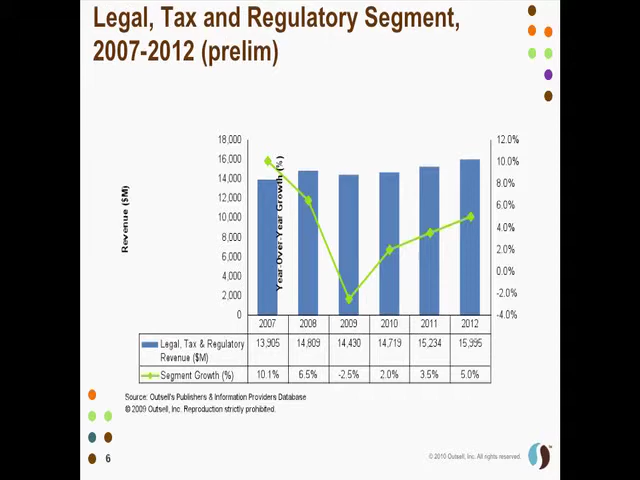 Legal, Tax and Regulatory Segment,
2007-2012 (prelim)
18,000
16,000
14,000
12,000
10,000
8,000
6,000
4,000
2,000
0
Revenue ($M)
12.0%
10.0%
8.0%
6.0%
4.0%
2.0%
0.0%
-2.0%
-4.0%
Year-Over-Year Growth (%)
2007 2008 2009 2010 2011 2012
Legal, Tax & Regulatory 13,905 14,809 14,430 14,719 15,234 15,995
Revenue ($M)
Segment Growth (%) 10.1% 6.5% -2.5% 2.0% 3.5% 5.0%
Source: Outsell's Publishers & Information Providers Database
© 2009 Outsell, Inc. Reproduction strictly prohibited.
6
© 2010 Outsell, Inc. All rights reserved.